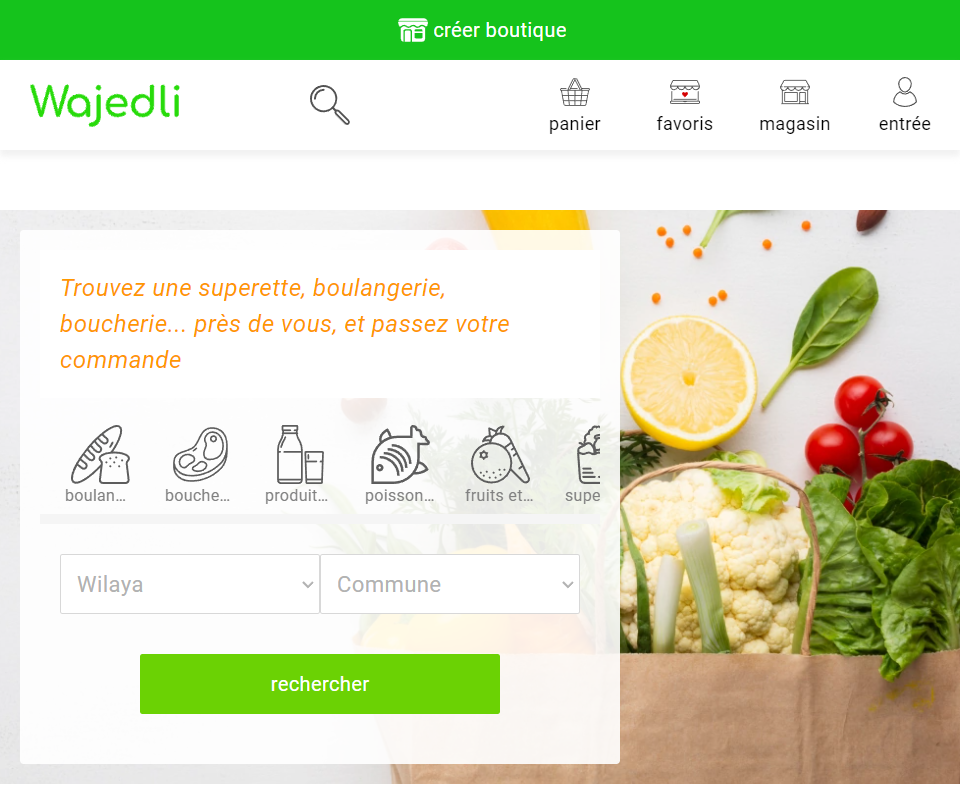 créer boutique
Wajedli
panier
favoris
magasin
entrée
Trouvez une superette, boulangerie,
boucherie... près de vous, et passez votre
commande
boulan...
bouche...
produit...
poisson...
fruits et...
supe
Wilaya
Commune
rechercher